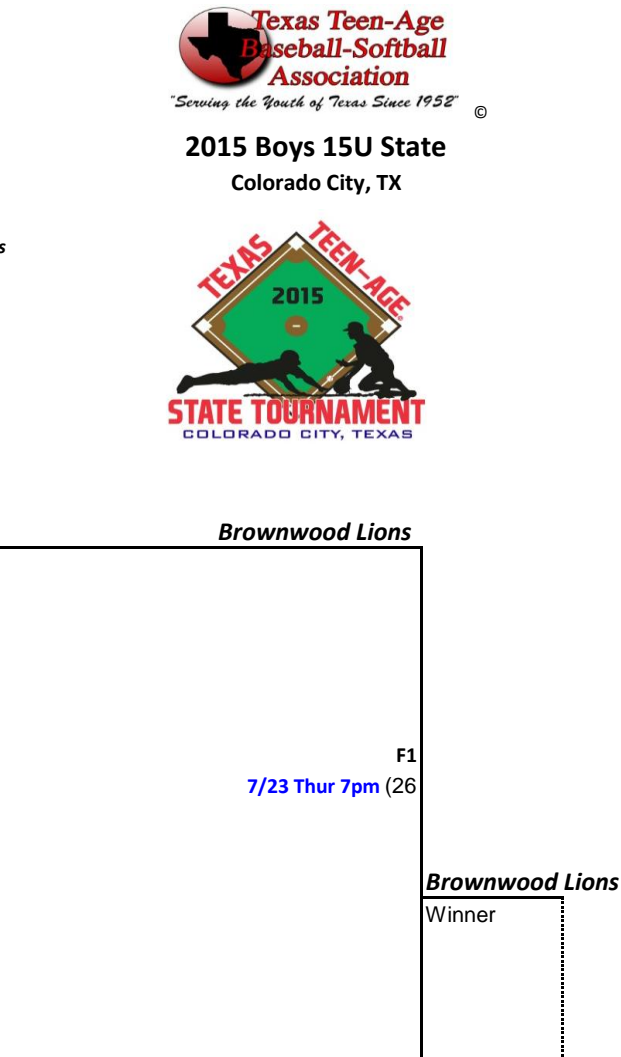 Texas Teen-Age
Baseball-Softball
Association
"Serving the Youth of Texas Since 1952"
©
2015 Boys 15U State
Colorado City, TX
s
TEXAS TEEN-AGE
2015
STATE TOURNAMENT
COLORADO CITY, TEXAS
Brownwood Lions
F1
7/23 Thur 7pm (26
Brownwood Lions
Winner